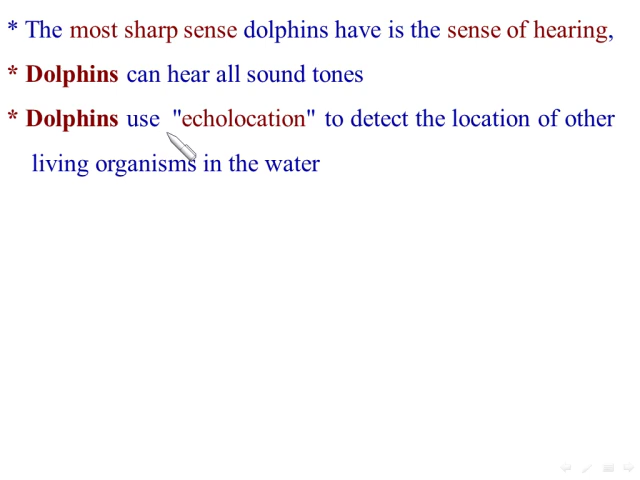 * The most sharp sense dolphins have is the sense of hearing,
* Dolphins can hear all sound tones
* Dolphins use "echolocation" to detect the location of other
living organisms in the water